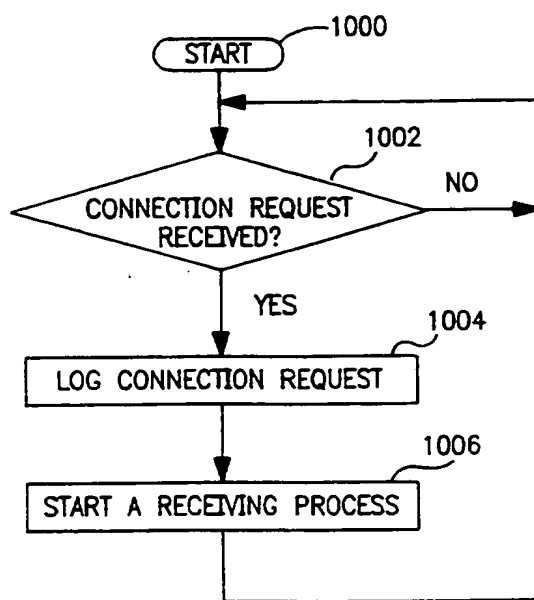 1000
START
1002
NO
CONNECTION REQUEST
RECEIVED?
YES
1004
LOG CONNECTION REQUEST
1006
START A RECEIVING PROCESS